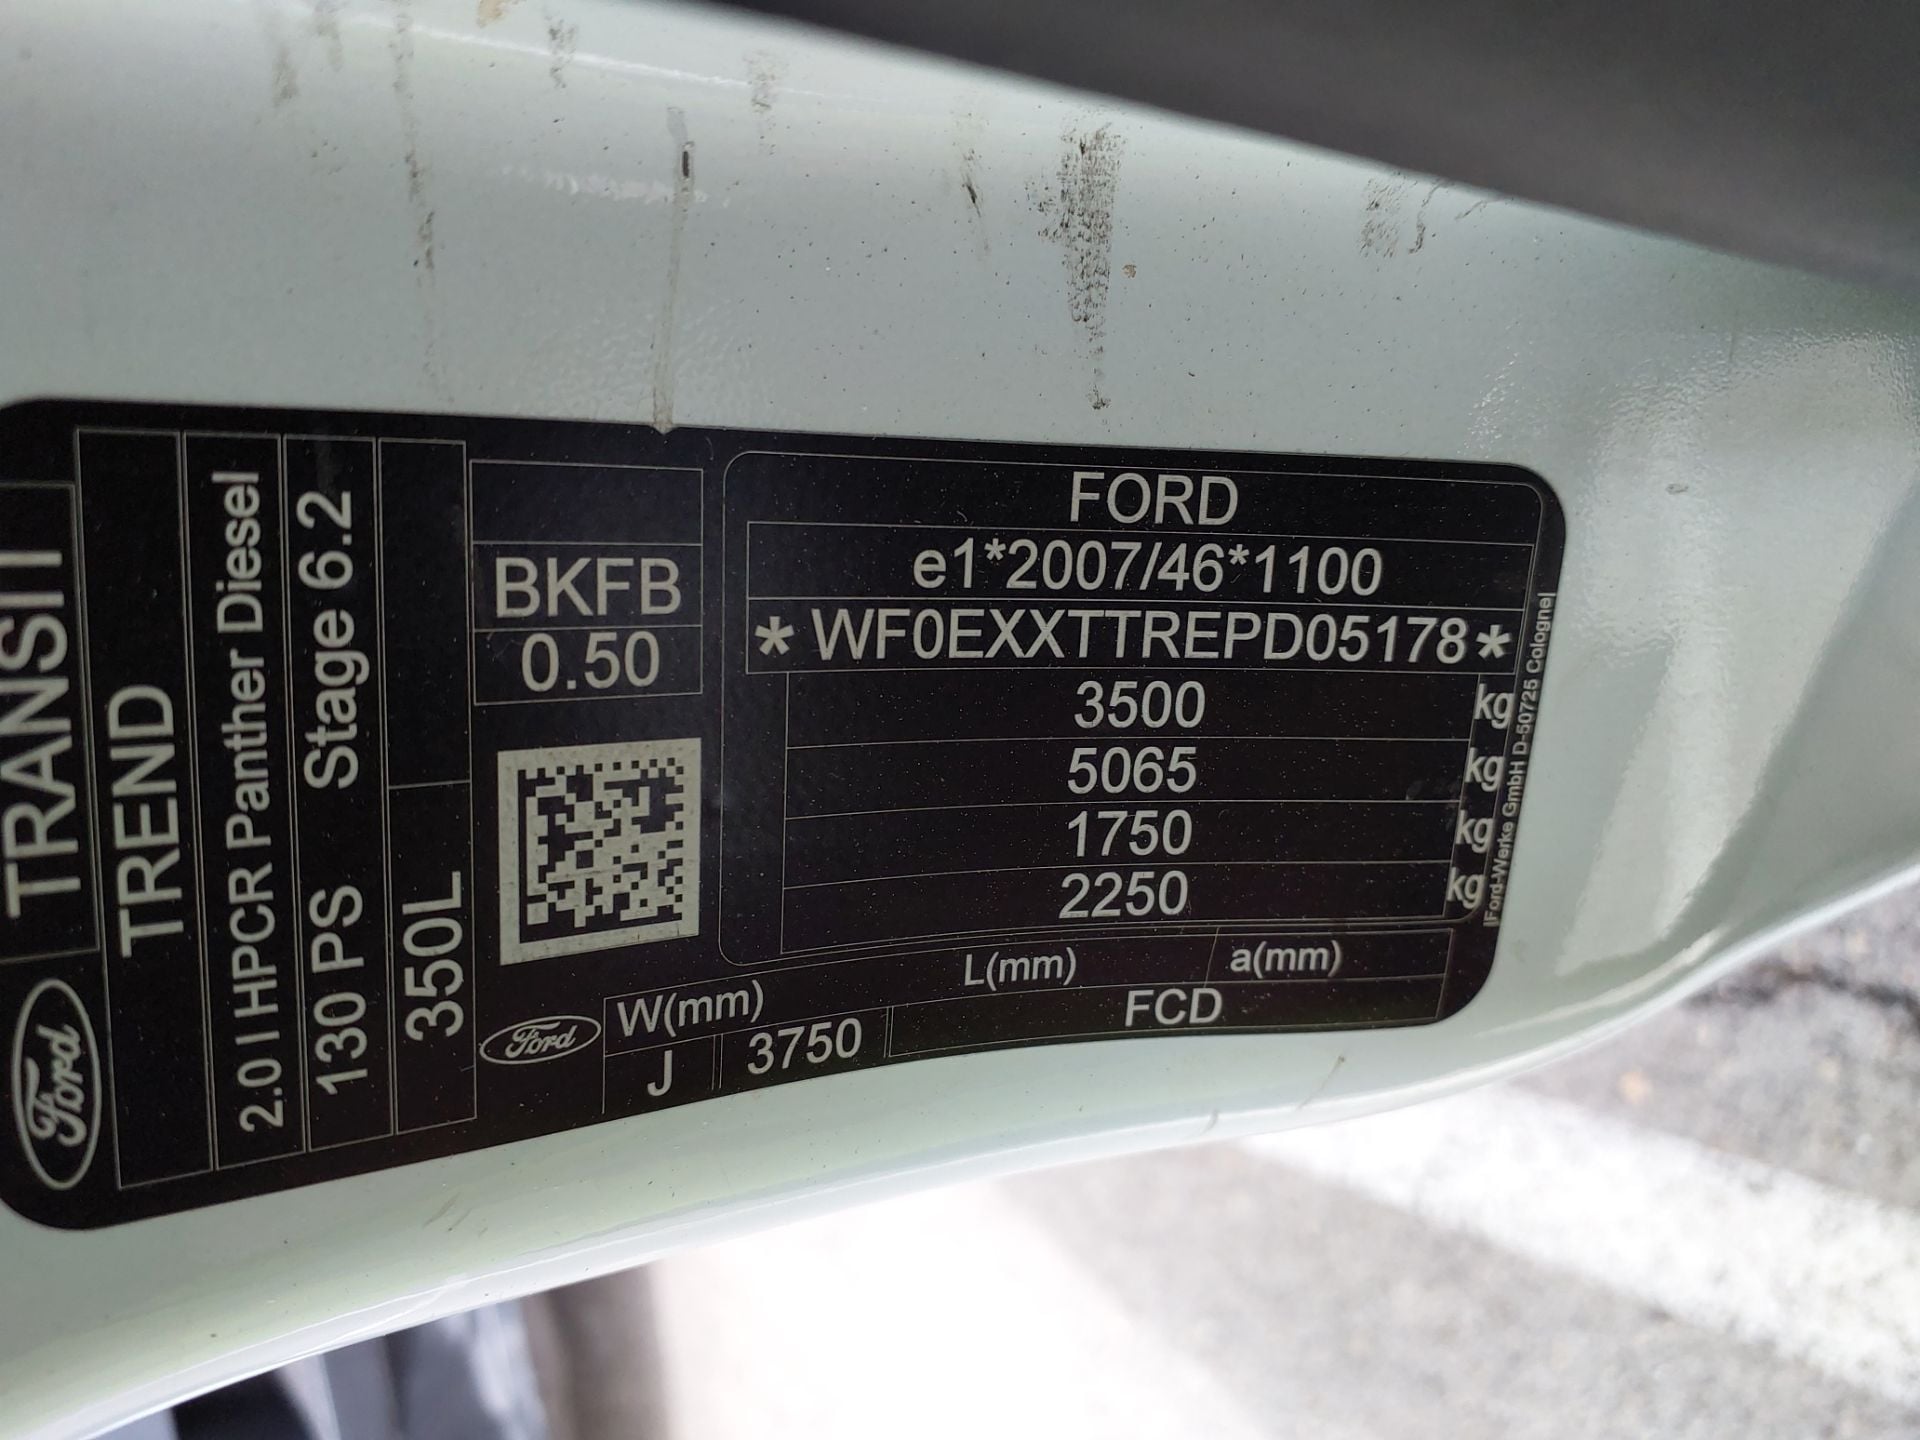 Ford
TRANSIT
TREND
2.0 l HPCR Panther Diesel
130 PS Stage 6.2
350L
BKFB
0.50
FORD
e1*2007/46*1100
* WF0EXXTTREPD05178 *
3500 kg
5065 kg
1750 kg
2250 kg
Ford
W(mm) L(mm) a(mm)
J 3750 FCD
|Ford-Werke GmbH D-50725 Cologne|